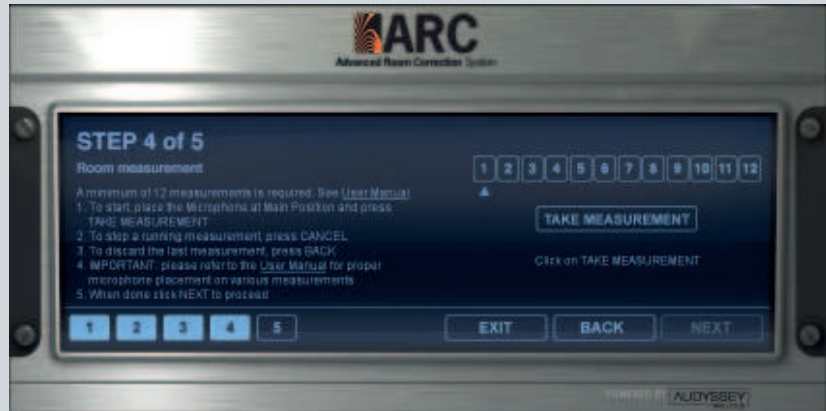 ARC
Advanced Room Correction System
STEP 4 of 5
Room measurement
A minimum of 12 measurements is required. See User Manual
1. To start, place the Microphone at Main Position and press
TAKE MEASUREMENT
2. To stop a running measurement, press CANCEL
3. To discard the last measurement, press BACK
4. IMPORTANT: please refer to the User Manual for proper
microphone placement on various measurements
5. When done click NEXT to proceed
1 2 3 4 5 6 7 8 9 10 11 12
TAKE MEASUREMENT
Click on TAKE MEASUREMENT
1 2 3 4 5
EXIT BACK NEXT
POWERED BY AUDYSSEY